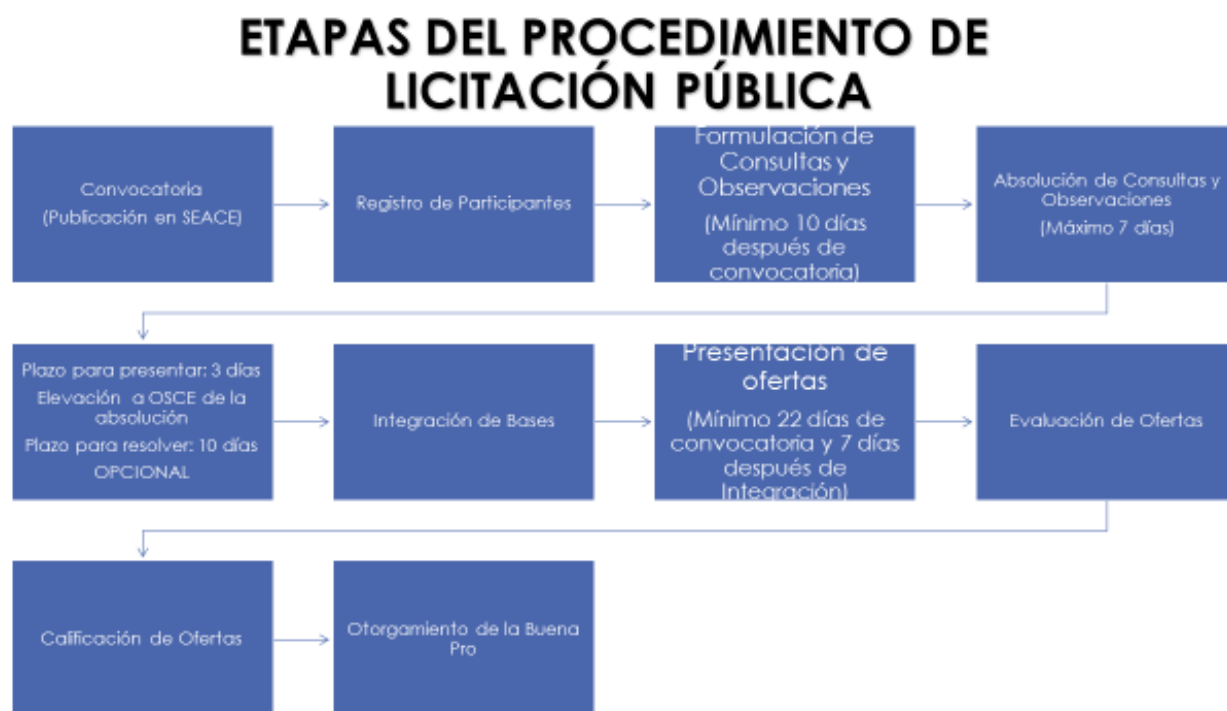 ETAPAS DEL PROCEDIMIENTO DE
LICITACIÓN PÚBLICA
Convocatoria
(Publicación en SEACE)
Registro de Participantes
Formulación de
Consultas y
Observaciones
(Mínimo 10 días
después de
convocatoria)
Absolución de Consultas y
Observaciones
(Máximo 7 días)
Plazo para presentar: 3 días
Elevación a OSCE de la
absolución
Plazo para resolver: 10 días
OPCIONAL
Integración de Bases
Presentación de
ofertas
(Mínimo 22 días de
convocatoria y 7 días
después de
Integración)
Evaluación de Ofertas
Calificación de Ofertas
Otorgamiento de la Buena
Pro